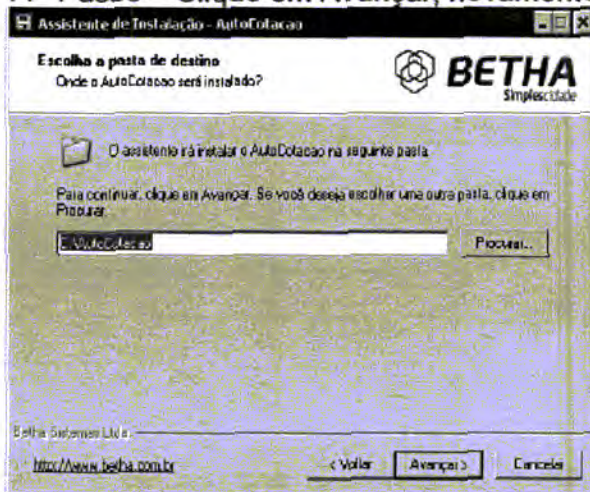 Passo - Clique em Avançar, novamente
Assistente de Instalação - AutoCotacao
Escolha a pasta de destino
Onde o AutoCotacao será instalado?
BETHA
Simplescidade
O assistente irá instalar o AutoCotacao na seguinte pasta
Para continuar, clique em Avançar. Se você deseja escolher uma outra pasta, clique em
Procurar
AutoCotacao
Procurar...
Betha Sistemas Ltda.
http://www.betha.com.br
< Voltar
Avançar >
Cancelar